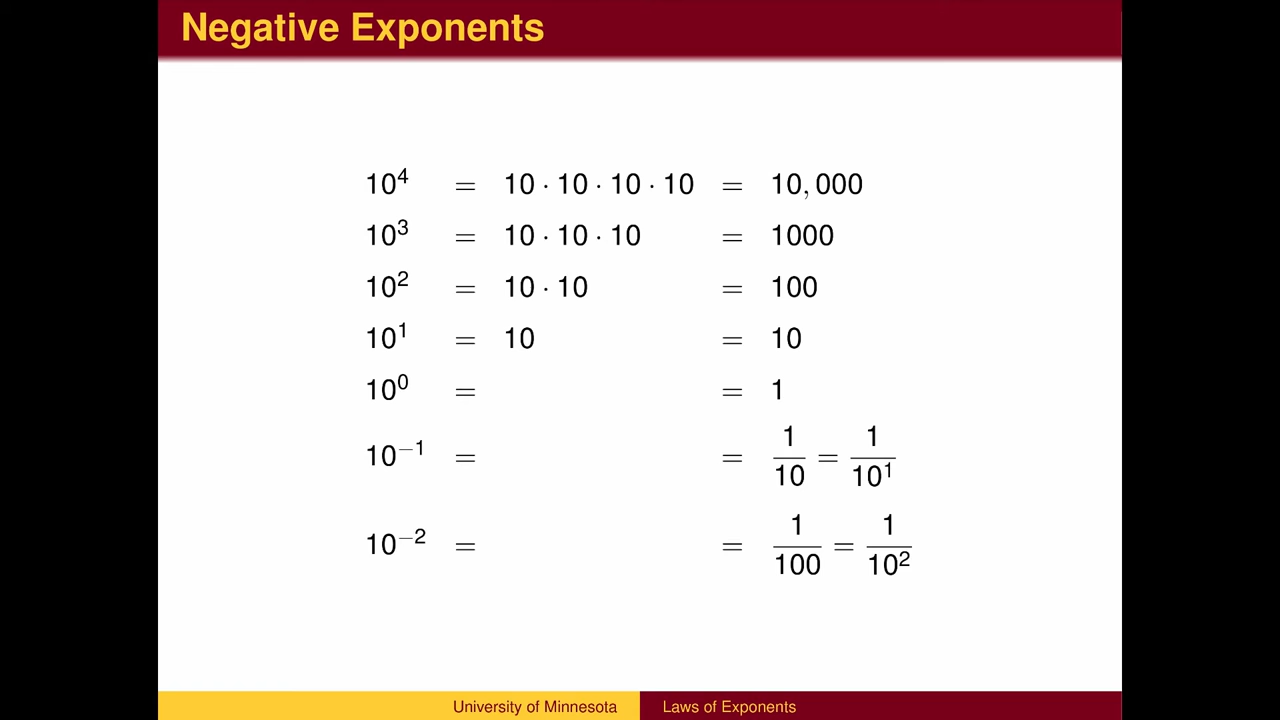 Negative Exponents
10⁴ = 10 · 10 · 10 · 10 = 10,000
10³ = 10 · 10 · 10 = 1000
10² = 10 · 10 = 100
10¹ = 10 = 10
10⁰ = = 1
10⁻¹ = = 1/10 = 1/10¹
10⁻² = = 1/100 = 1/10²
University of Minnesota Laws of Exponents